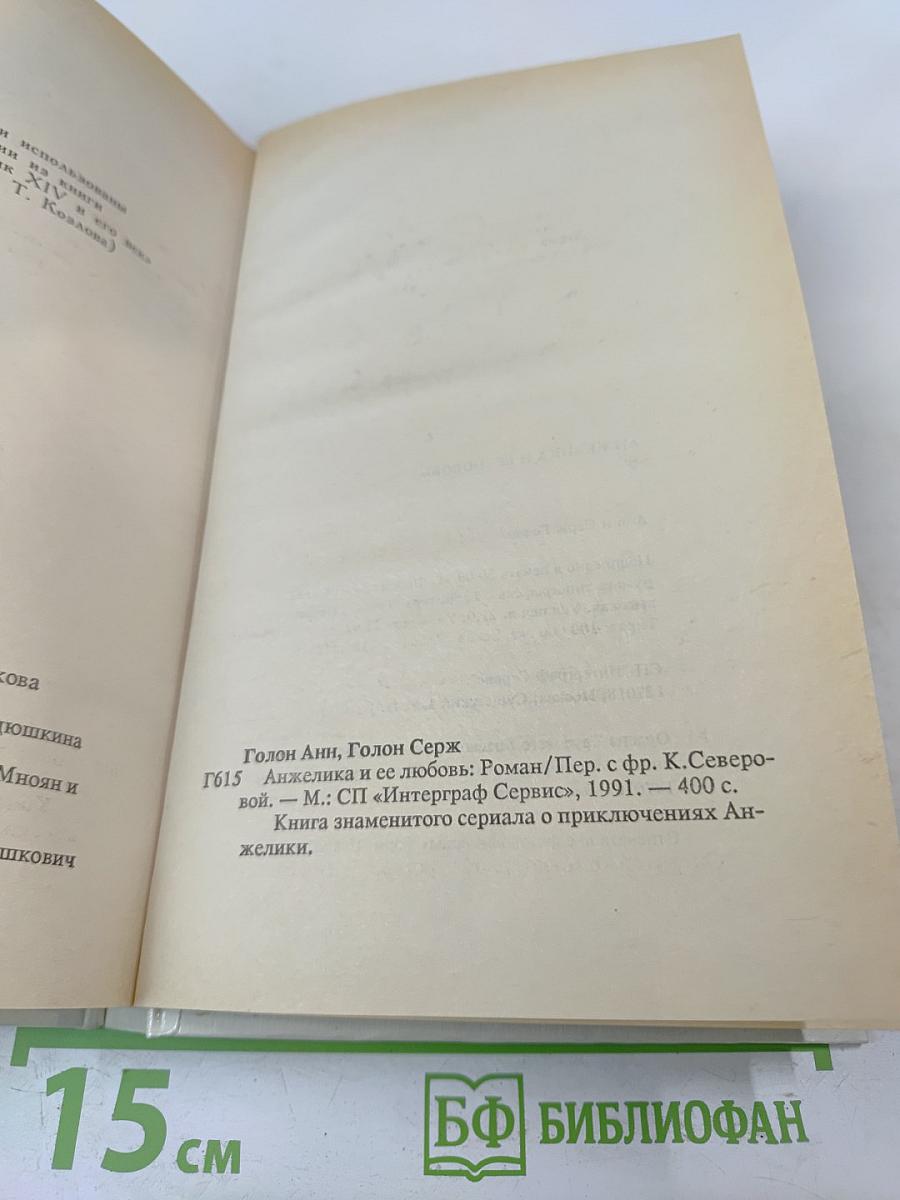 и использованы
ии из книги
ик XIV и его века
Т. Козлова)
кова
дюшкина
Мноян и
шкович
Голон Анн, Голон Серж
Г615 Анжелика и ее любовь: Роман/Пер. с фр. К.Северо-
вой. — М.: СП «Интерграф Сервис», 1991. — 400 с.
Книга знаменитого сериала о приключениях Ан-
желики.
15 см
БФ БИБЛИОФАН